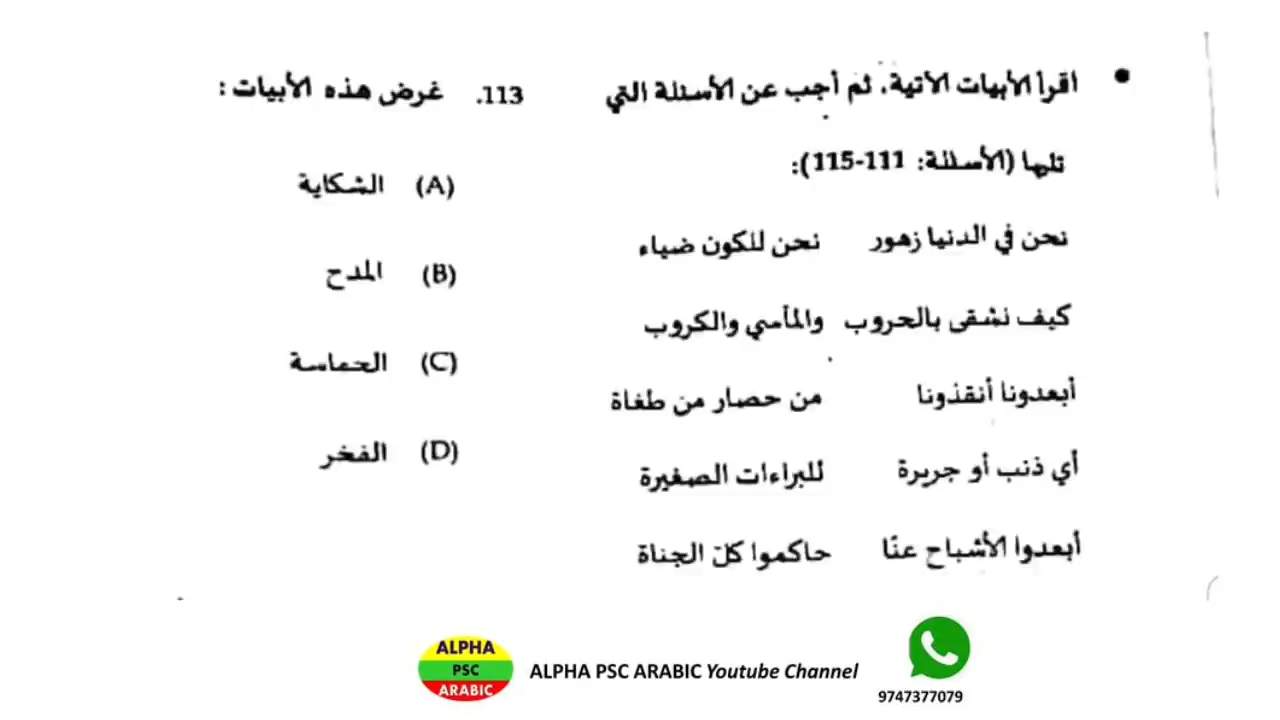 • اقرأ الأبيات الآتية، ثم أجب عن الأسئلة التي
تليها (الأسئلة: 111-115):
نحن في الدنيا زهور نحن للكون ضياء
كيف نشقى بالحروب والمأسي والكروب
أبعدونا أنقذونا من حصار من طغاة
أي ذنب أو جريرة للبراءات الصغيرة
أبعدوا الأشباح عنّا حاكموا كلّ الجناة
113. غرض هذه الأبيات :
(A) الشكاية
(B) المدح
(C) الحماسة
(D) الفخر
ALPHA
PSC
ARABIC
ALPHA PSC ARABIC Youtube Channel
9747377079